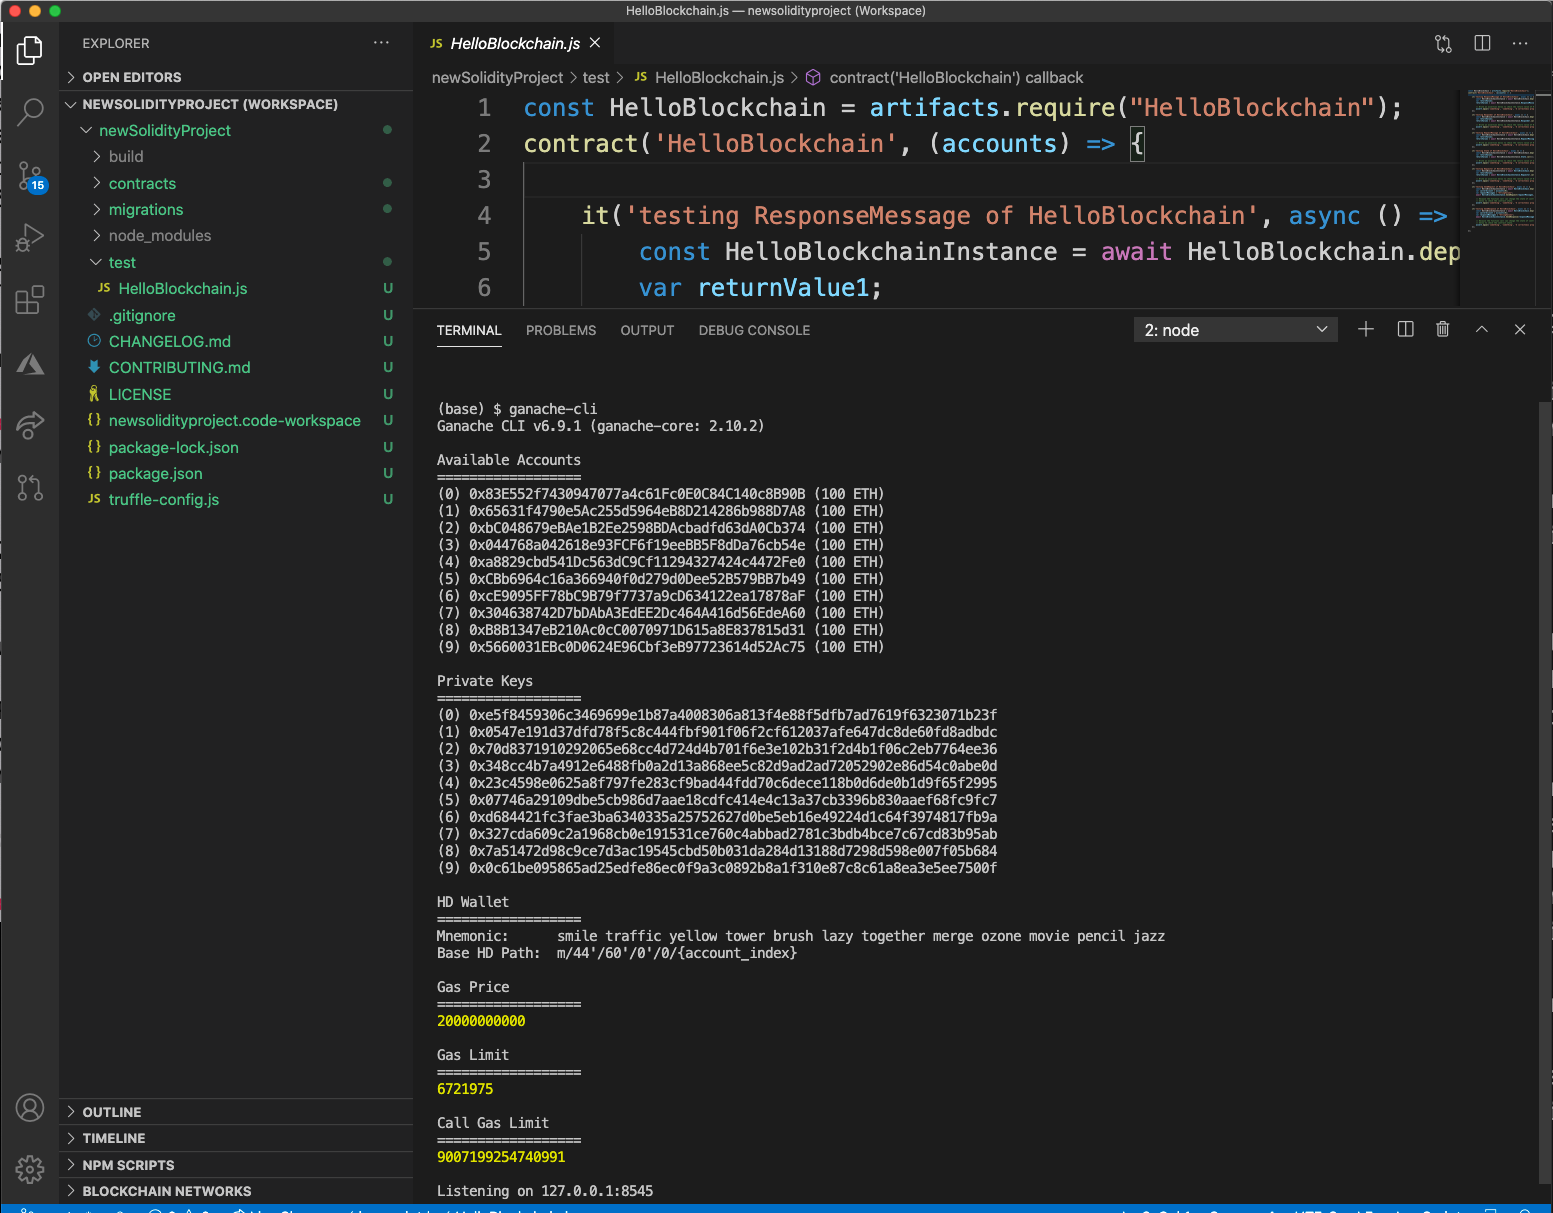 HelloBlockchain.js — newsolidityproject (Workspace)
EXPLORER
OPEN EDITORS
NEWSOLIDITYPROJECT (WORKSPACE)
newSolidityProject
build
contracts
migrations
node_modules
test
JS HelloBlockchain.js U
.gitignore U
CHANGELOG.md U
CONTRIBUTING.md U
LICENSE U
{} newsolidityproject.code-workspace U
{} package-lock.json U
{} package.json U
JS truffle-config.js U
15
OUTLINE
TIMELINE
NPM SCRIPTS
BLOCKCHAIN NETWORKS
JS HelloBlockchain.js
newSolidityProject > test > JS HelloBlockchain.js > contract('HelloBlockchain') callback
1 const HelloBlockchain = artifacts.require("HelloBlockchain");
2 contract('HelloBlockchain', (accounts) => {
3
4 it('testing ResponseMessage of HelloBlockchain', async () =>
5 const HelloBlockchainInstance = await HelloBlockchain.dep
6 var returnValue1;
TERMINAL PROBLEMS OUTPUT DEBUG CONSOLE 2: node
(base) $ ganache-cli
Ganache CLI v6.9.1 (ganache-core: 2.10.2)
Available Accounts
==================
(0) 0x83E552f7430947077a4c61Fc0E0C84C140c8B90B (100 ETH)
(1) 0x65631f4790e5Ac255d5964eB8D214286b988D7A8 (100 ETH)
(2) 0xbC048679eBAe1B2Ee2598BDAcbadfd63dA0Cb374 (100 ETH)
(3) 0x044768a042618e93FCF6f19eeBB5F8dDa76cb54e (100 ETH)
(4) 0xa8829cbd541Dc563dC9Cf11294327424c4472Fe0 (100 ETH)
(5) 0xCBb6964c16a366940f0d279d0Dee52B579BB7b49 (100 ETH)
(6) 0xcE9095FF78bC9B79f7737a9cD634122ea17878aF (100 ETH)
(7) 0x304638742D7bDAbA3EdEE2Dc464A416d56EdeA60 (100 ETH)
(8) 0xB8B1347eB210Ac0cC0070971D615a8E837815d31 (100 ETH)
(9) 0x5660031EBc0D0624E96Cbf3eB97723614d52Ac75 (100 ETH)
Private Keys
==================
(0) 0xe5f8459306c3469699e1b87a4008306a813f4e88f5dfb7ad7619f6323071b23f
(1) 0x0547e191d37dfd78f5c8c444fbf901f06f2cf612037afe647dc8de60fd8adbdc
(2) 0x70d8371910292065e68cc4d724d4b701f6e3e102b31f2d4b1f06c2eb7764ee36
(3) 0x348cc4b7a4912e6488fb0a2d13a868ee5c82d9ad2ad72052902e86d54c0abe0d
(4) 0x23c4598e0625a8f797fe283cf9bad44fdd70c6dece118b0d6de0b1d9f65f2995
(5) 0x07746a29109dbe5cb986d7aae18cdfc414e4c13a37cb3396b830aaef68fc9fc7
(6) 0xd684421fc3fae3ba6340335a25752627d0be5eb16e49224d1c64f3974817fb9a
(7) 0x327cda609c2a1968cb0e191531ce760c4abbad2781c3bdb4bce7c67cd83b95ab
(8) 0x7a51472d98c9ce7d3ac19545cbd50b031da284d13188d7298d598e007f05b684
(9) 0x0c61be095865ad25edfe86ec0f9a3c0892b8a1f310e87c8c61a8ea3e5ee7500f
HD Wallet
==================
Mnemonic: smile traffic yellow tower brush lazy together merge ozone movie pencil jazz
Base HD Path: m/44'/60'/0'/0/{account_index}
Gas Price
==================
20000000000
Gas Limit
==================
6721975
Call Gas Limit
==================
9007199254740991
Listening on 127.0.0.1:8545